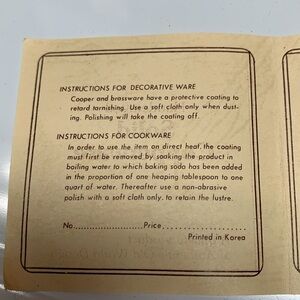 INSTRUCTIONS FOR DECORATIVE WARE
Cooper and brassware have a protective coating to
retard tarnishing. Use a soft cloth only when dust-
ing. Polishing will take the coating off.
INSTRUCTIONS FOR COOKWARE
In order to use the item on direct heat, the coating
must first be removed by soaking the product in
boiling water to which baking soda has been added
in the proportion of one heaping tablespoon to one
quart of water. Thereafter use a non-abrasive
polish with a soft cloth only, to retain the lustre.
No..............Price..............
Printed in Korea